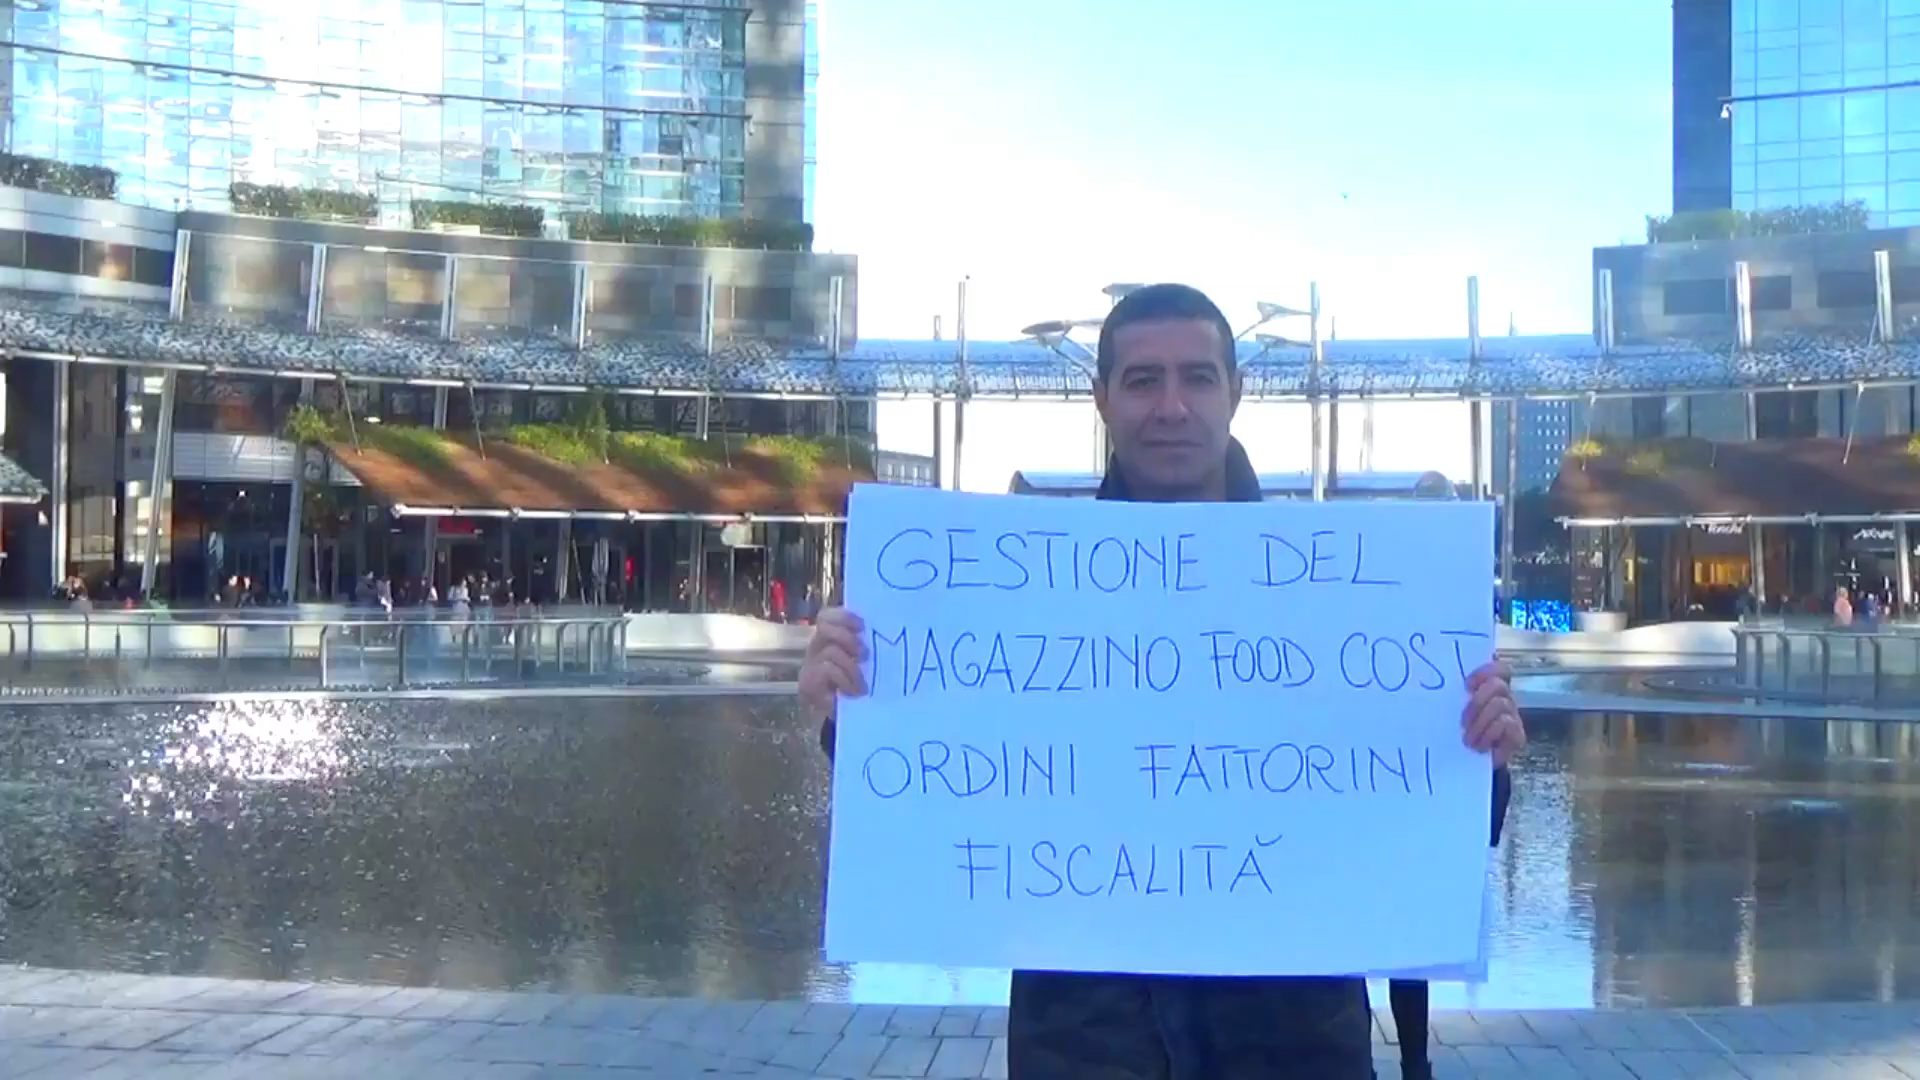 GESTIONE DEL
MAGAZZINO FOOD COST
ORDINI FATTORINI
FISCALITĂ